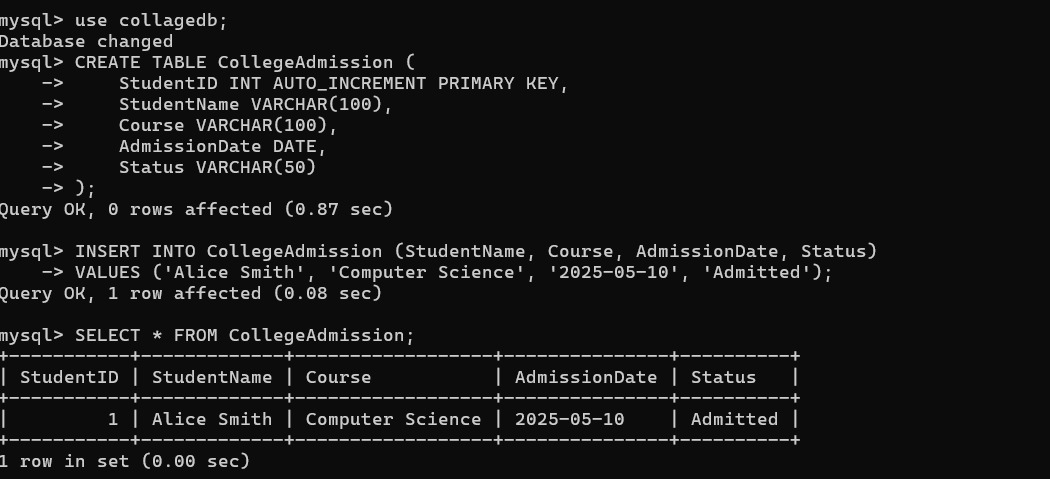 mysql> use collagedb;
Database changed
mysql> CREATE TABLE CollegeAdmission (
    ->     StudentID INT AUTO_INCREMENT PRIMARY KEY,
    ->     StudentName VARCHAR(100),
    ->     Course VARCHAR(100),
    ->     AdmissionDate DATE,
    ->     Status VARCHAR(50)
    -> );
Query OK, 0 rows affected (0.87 sec)

mysql> INSERT INTO CollegeAdmission (StudentName, Course, AdmissionDate, Status)
    -> VALUES ('Alice Smith', 'Computer Science', '2025-05-10', 'Admitted');
Query OK, 1 row affected (0.08 sec)

mysql> SELECT * FROM CollegeAdmission;
+-----------+-------------+------------------+---------------+----------+
| StudentID | StudentName | Course           | AdmissionDate | Status   |
+-----------+-------------+------------------+---------------+----------+
|         1 | Alice Smith | Computer Science | 2025-05-10    | Admitted |
+-----------+-------------+------------------+---------------+----------+
1 row in set (0.00 sec)